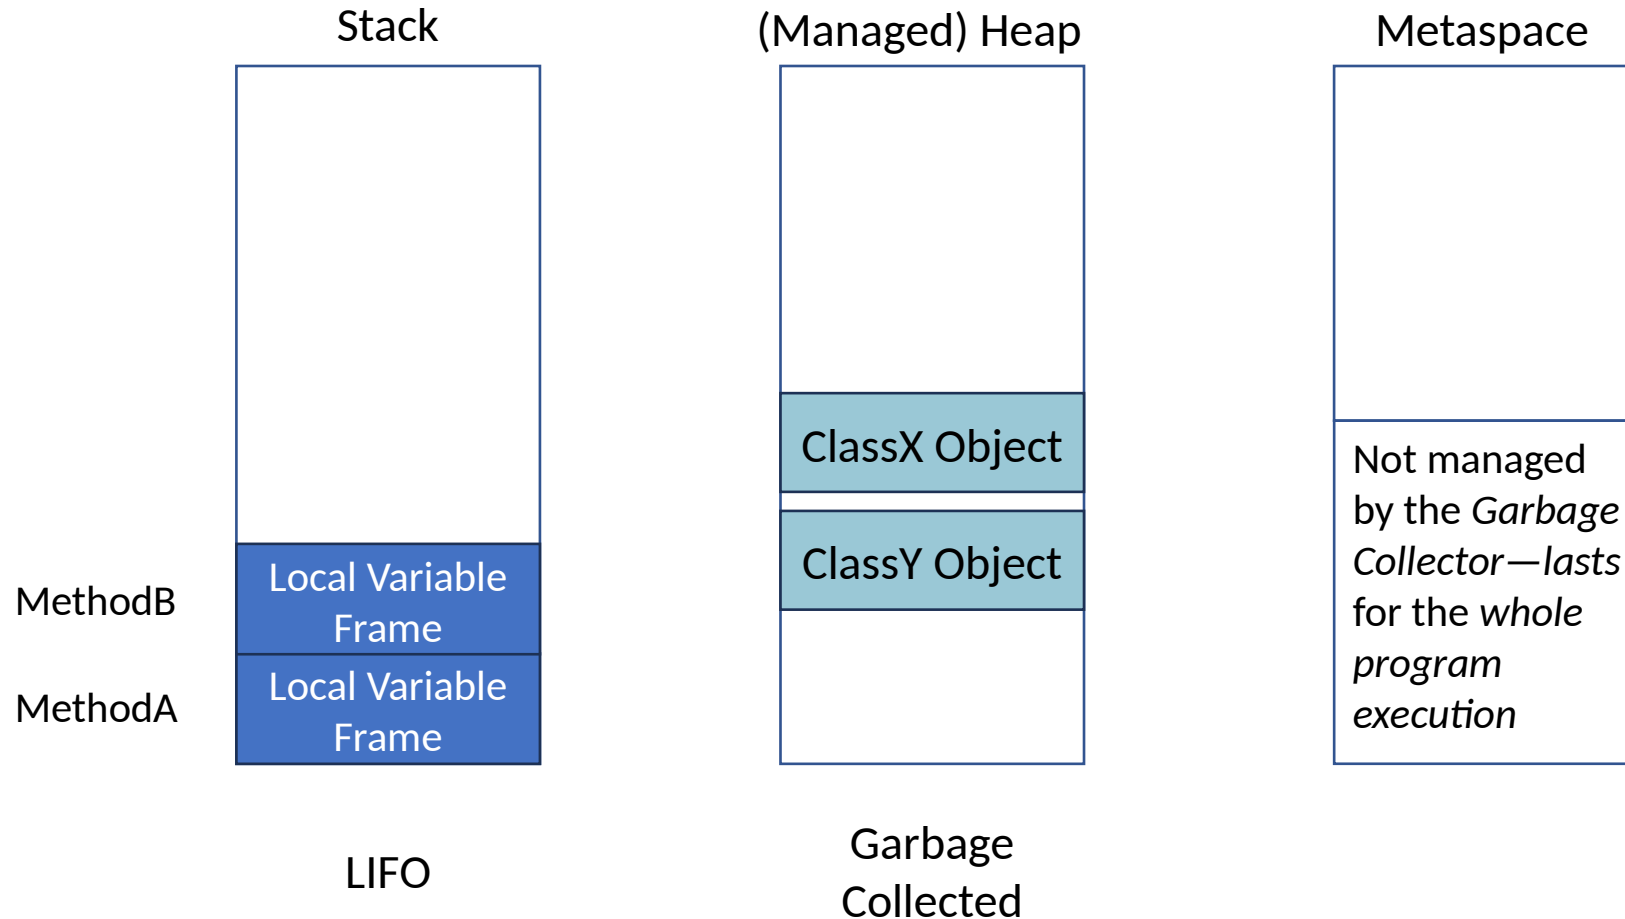 Stack
(Managed) Heap
Metaspace
MethodB
Local Variable
Frame
MethodA
Local Variable
Frame
LIFO
ClassX Object
ClassY Object
Garbage
Collected
Not managed
by the Garbage
Collector—lasts
for the whole
program
execution